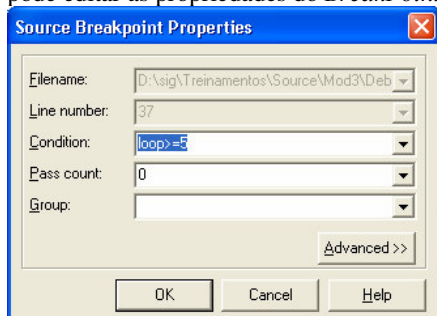 pode editar as propriedades do
Source Breakpoint Properties
Filename: D:\sig\Treinamentos\Source\Mod3\Deb
Line number: 37
Condition: loop>=5
Pass count: 0
Group:
Advanced >>
OK Cancel Help